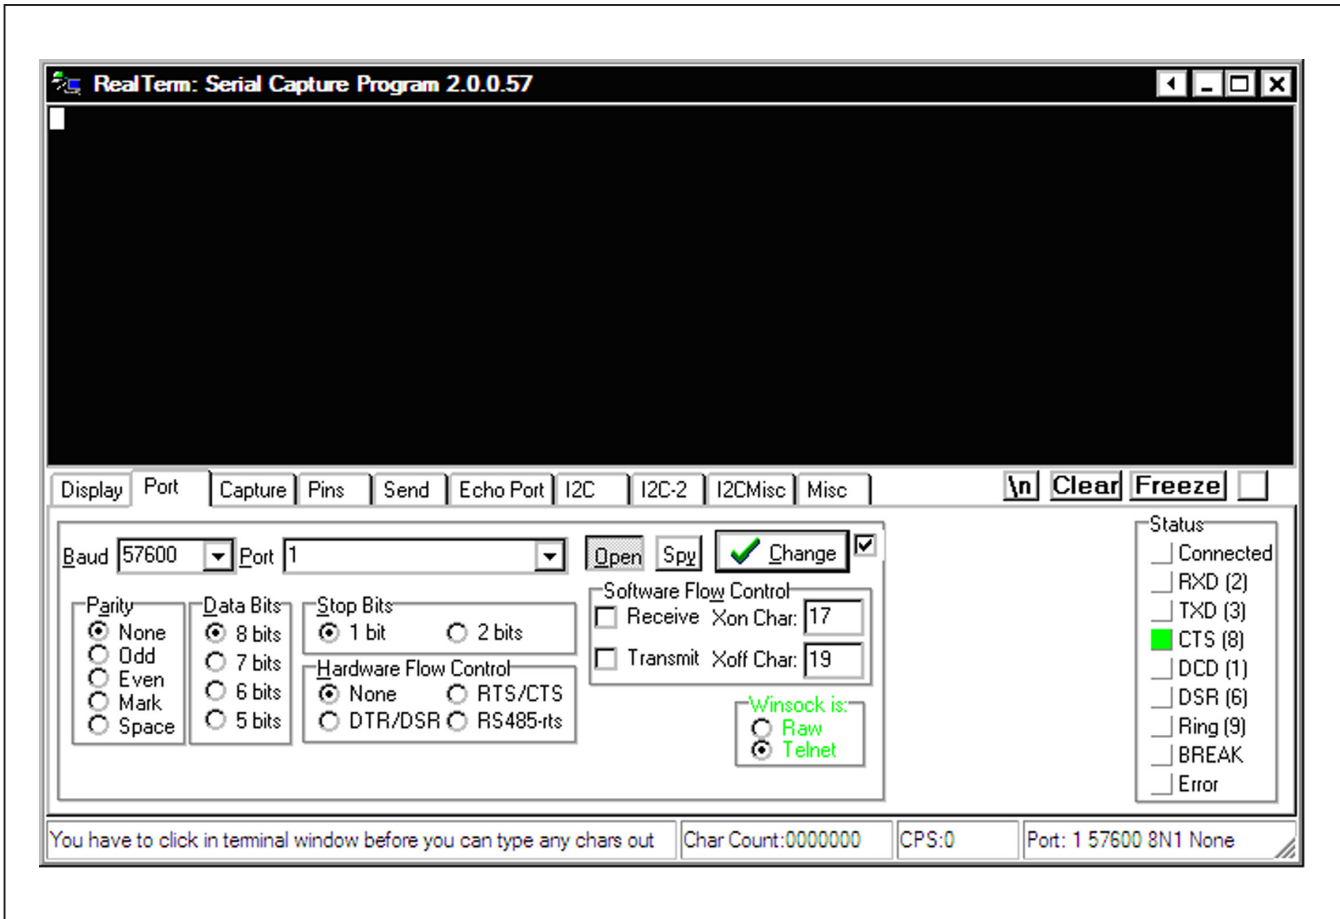 RealTerm: Serial Capture Program 2.0.0.57
Display Port Capture Pins Send Echo Port I2C I2C-2 I2CMisc Misc \n Clear Freeze
Baud 57600 Port 1 Open Spy Change
Parity
None
Odd
Even
Mark
Space
Data Bits
8 bits
7 bits
6 bits
5 bits
Stop Bits
1 bit 2 bits
Hardware Flow Control
None RTS/CTS
DTR/DSR RS485-rts
Software Flow Control
Receive Xon Char: 17
Transmit Xoff Char: 19
Winsock is:
Raw
Telnet
Status
Connected
RXD (2)
TXD (3)
CTS (8)
DCD (1)
DSR (6)
Ring (9)
BREAK
Error
You have to click in terminal window before you can type any chars out Char Count:0000000 CPS:0 Port: 1 57600 8N1 None